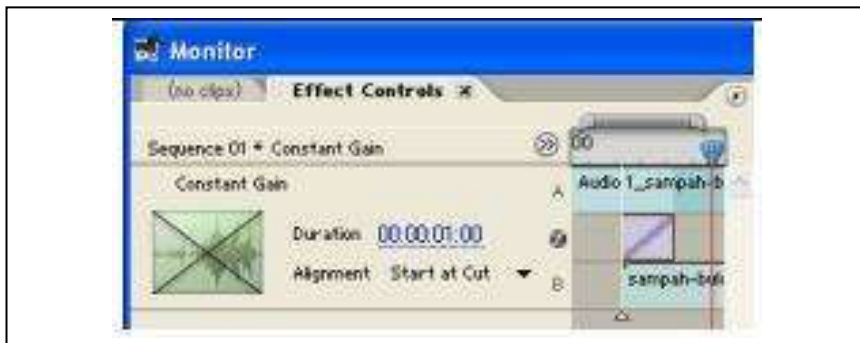 Monitor
(no clips) Effect Controls ×
Sequence 01 * Constant Gain
00
Constant Gain
A
Audio 1_sampah-b
Duration 00:00:01:00
Alignment Start at Cut
B
sampah-buk